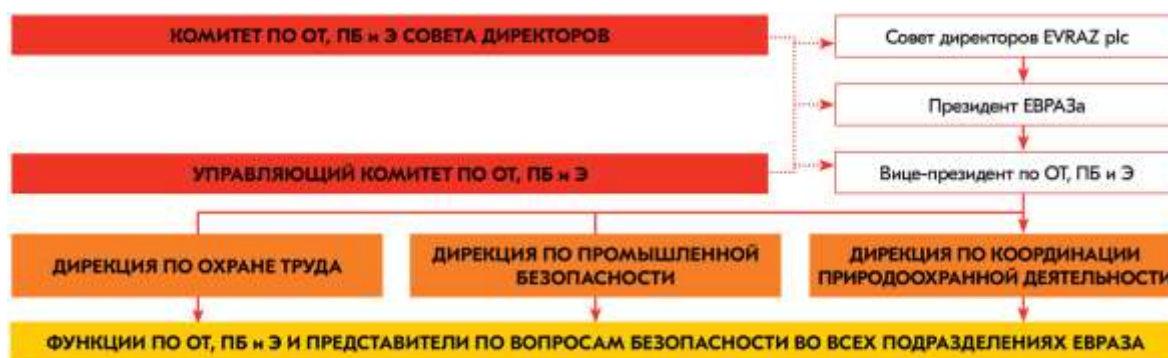 КОМИТЕТ ПО ОТ, ПБ и Э СОВЕТА ДИРЕКТОРОВ
Совет директоров EVRAZ plc
Президент ЕВРАЗа
УПРАВЛЯЮЩИЙ КОМИТЕТ ПО ОТ, ПБ и Э
Вице-президент по ОТ, ПБ и Э
ДИРЕКЦИЯ ПО ОХРАНЕ ТРУДА
ДИРЕКЦИЯ ПО ПРОМЫШЛЕННОЙ
БЕЗОПАСНОСТИ
ДИРЕКЦИЯ ПО КООРДИНАЦИИ
ПРИРОДООХРАННОЙ ДЕЯТЕЛЬНОСТИ
ФУНКЦИИ ПО ОТ, ПБ и Э И ПРЕДСТАВИТЕЛИ ПО ВОПРОСАМ БЕЗОПАСНОСТИ ВО ВСЕХ ПОДРАЗДЕЛЕНИЯХ ЕВРАЗА